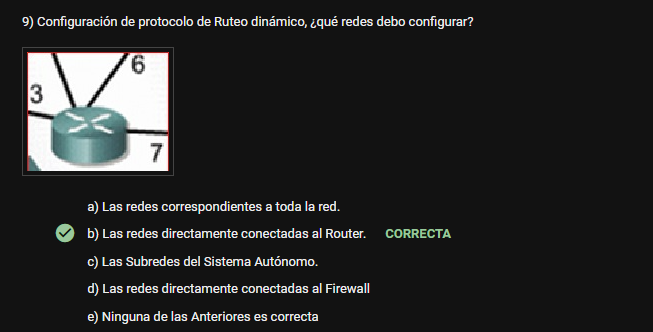 9) Configuración de protocolo de Ruteo dinámico, ¿qué redes debo configurar?
6
3
7
a) Las redes correspondientes a toda la red.
b) Las redes directamente conectadas al Router. CORRECTA
c) Las Subredes del Sistema Autónomo.
d) Las redes directamente conectadas al Firewall
e) Ninguna de las Anteriores es correcta